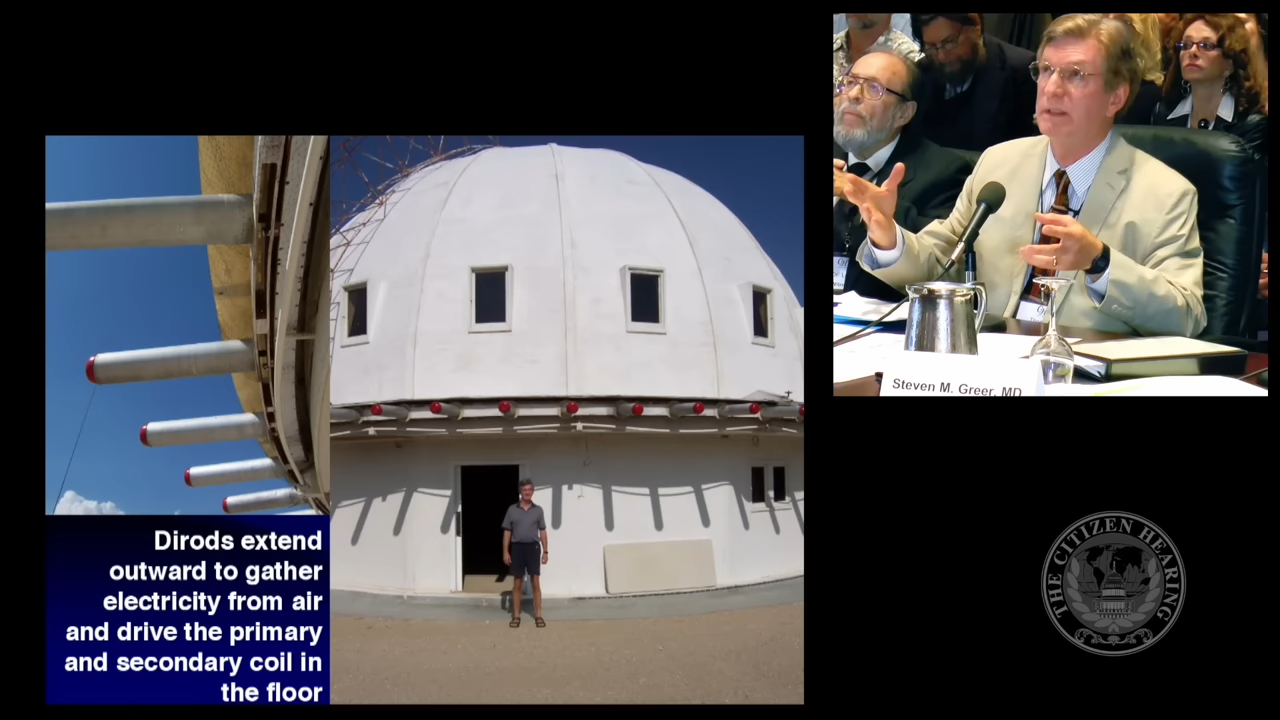 Dirods extend
outward to gather
electricity from air
and drive the primary
and secondary coil in
the floor
Steven M. Greer, MD
THE CITIZEN HEARING